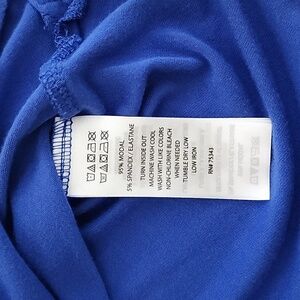 95% MODAL
5% SPANDEX / ELASTANE
TURN INSIDE OUT
MACHINE WASH COOL
WASH WITH LIKE COLORS
NON-CHLORINE BLEACH
WHEN NEEDED
TUMBLE DRY LOW
LOW IRON
RN# 75343